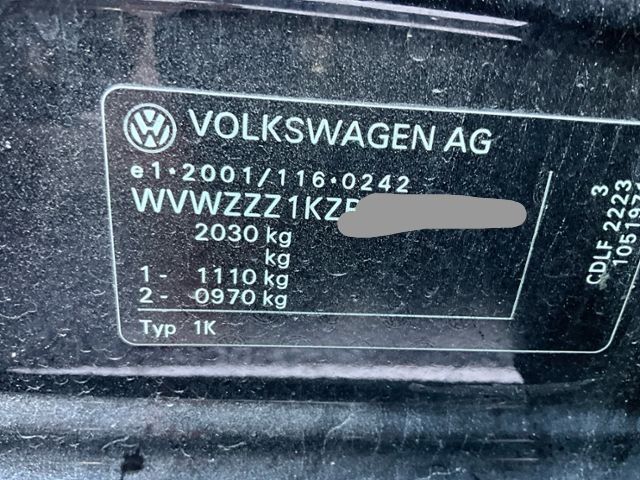 VOLKSWAGEN AG
e1*2001/116*0242
WVWZZZ1KZ
2030 kg
kg
1 - 1110 kg
2 - 0970 kg
Typ 1K
3
CDLF 2223